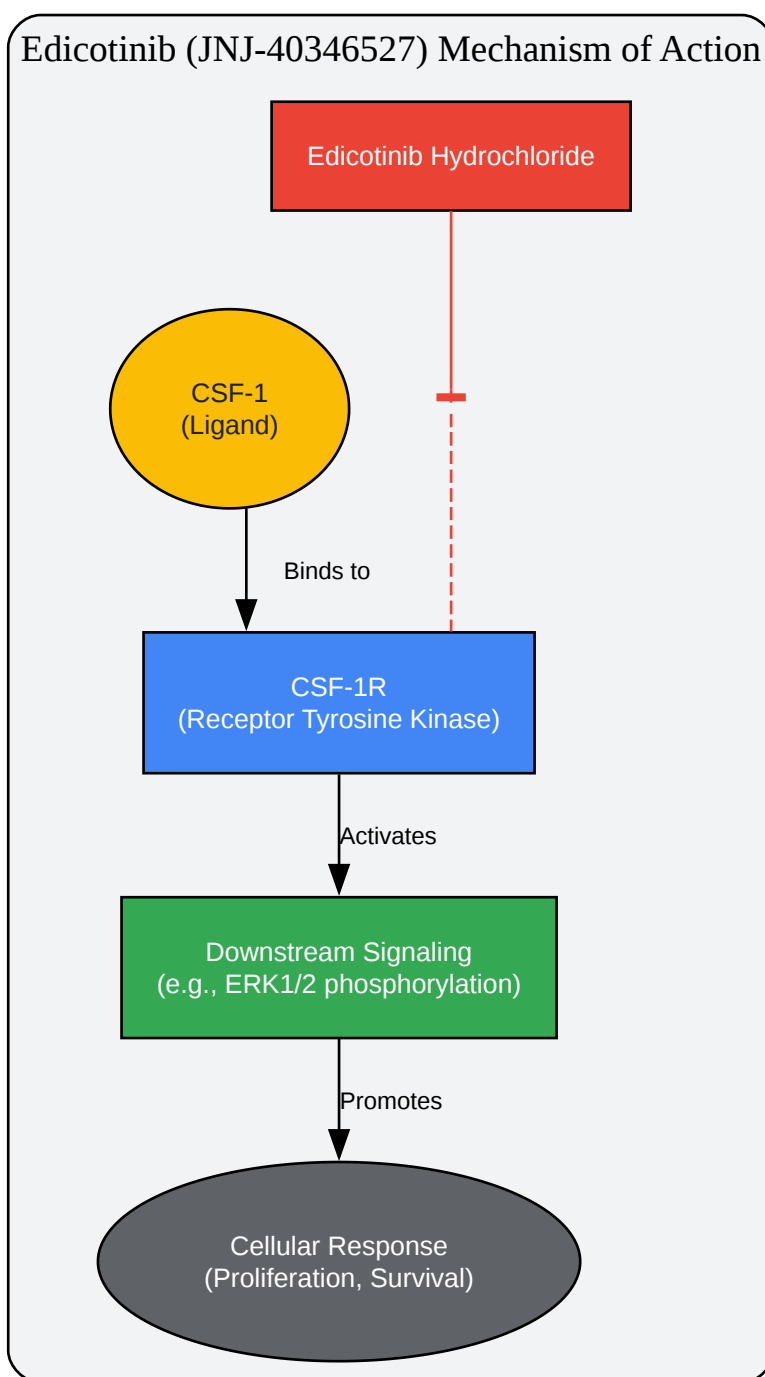 Edicotinib (JNJ-40346527) Mechanism of Action
Edicotinib Hydrochloride
CSF-1
(Ligand)
Binds to
CSF-1R
(Receptor Tyrosine Kinase)
Activates
Downstream Signaling
(e.g., ERK1/2 phosphorylation)
Promotes
Cellular Response
(Proliferation, Survival)